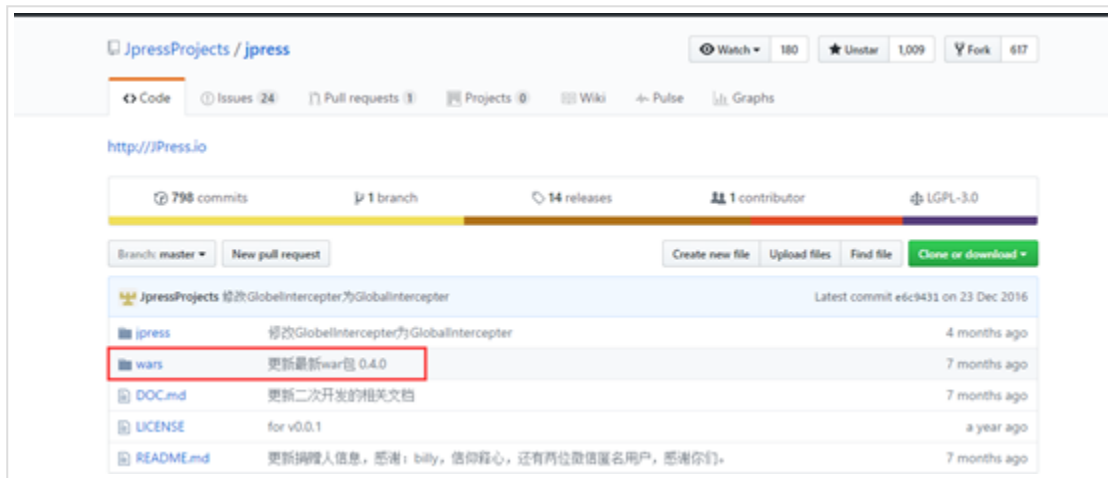 JpressProjects / jpress Watch 180 Unstar 1,009 Fork 617
Code Issues 24 Pull requests 1 Projects 0 Wiki Pulse Graphs
http://JPress.io
798 commits 1 branch 14 releases 1 contributor LGPL-3.0
Branch: master New pull request Create new file Upload files Find file Clone or download
JpressProjects 修改GlobelIntercepter为GlobalIntercepter Latest commit e6c9431 on 23 Dec 2016
jpress 修改GlobelIntercepter为GlobalIntercepter 4 months ago
wars 更新最新war包 0.4.0 7 months ago
DOC.md 更新二次开发的相关文档 7 months ago
LICENSE for v0.0.1 a year ago
README.md 更新捐赠人信息，感谢：billy，信仰释心，还有两位微信匿名用户，感谢你们。 7 months ago